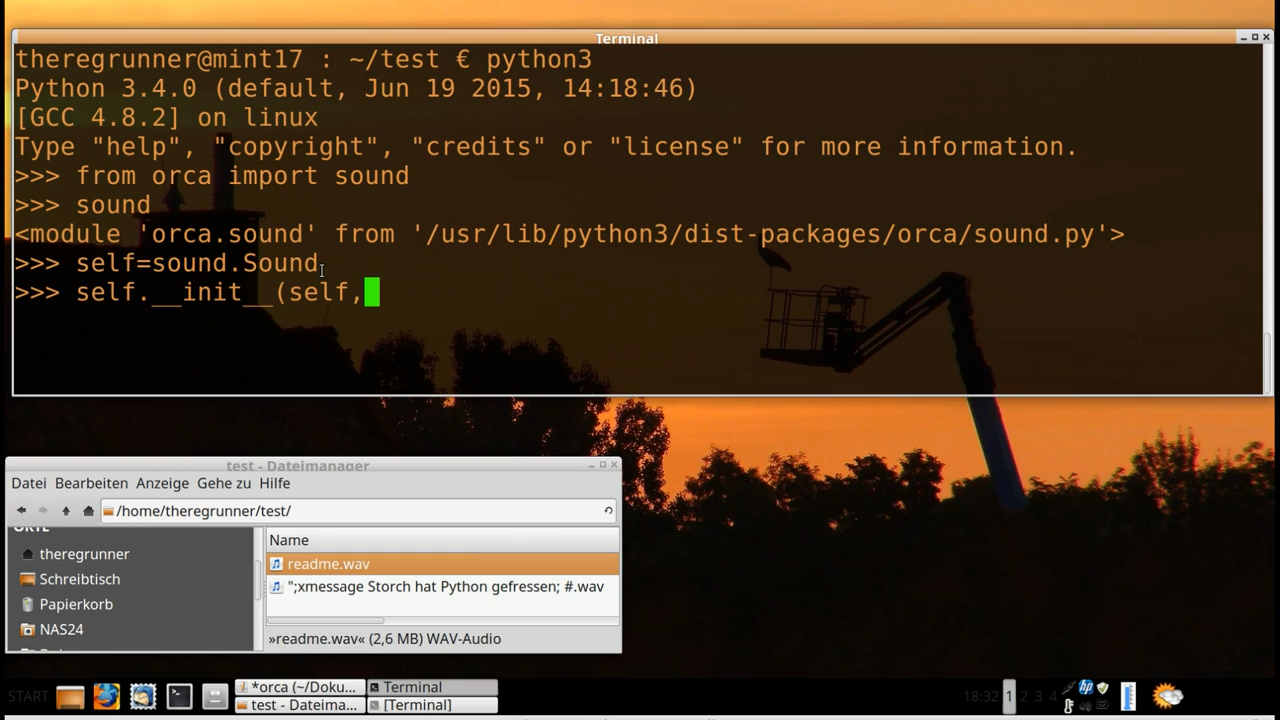 Terminal
theregrunner@mint17 : ~/test € python3
Python 3.4.0 (default, Jun 19 2015, 14:18:46)
[GCC 4.8.2] on linux
Type "help", "copyright", "credits" or "license" for more information.
>>> from orca import sound
>>> sound
<module 'orca.sound' from '/usr/lib/python3/dist-packages/orca/sound.py'>
>>> self=sound.Sound
>>> self.__init__(self,
test - Dateimanager
Datei Bearbeiten Anzeige Gehe zu Hilfe
/home/theregrunner/test/
ORTE
theregrunner
Schreibtisch
Papierkorb
NAS24
Name
readme.wav
";xmessage Storch hat Python gefressen; #.wav
»readme.wav« (2,6 MB) WAV-Audio
START
*orca (~/Doku...
Terminal
test - Dateima...
[Terminal]
18:32
1 2 3 4
hp